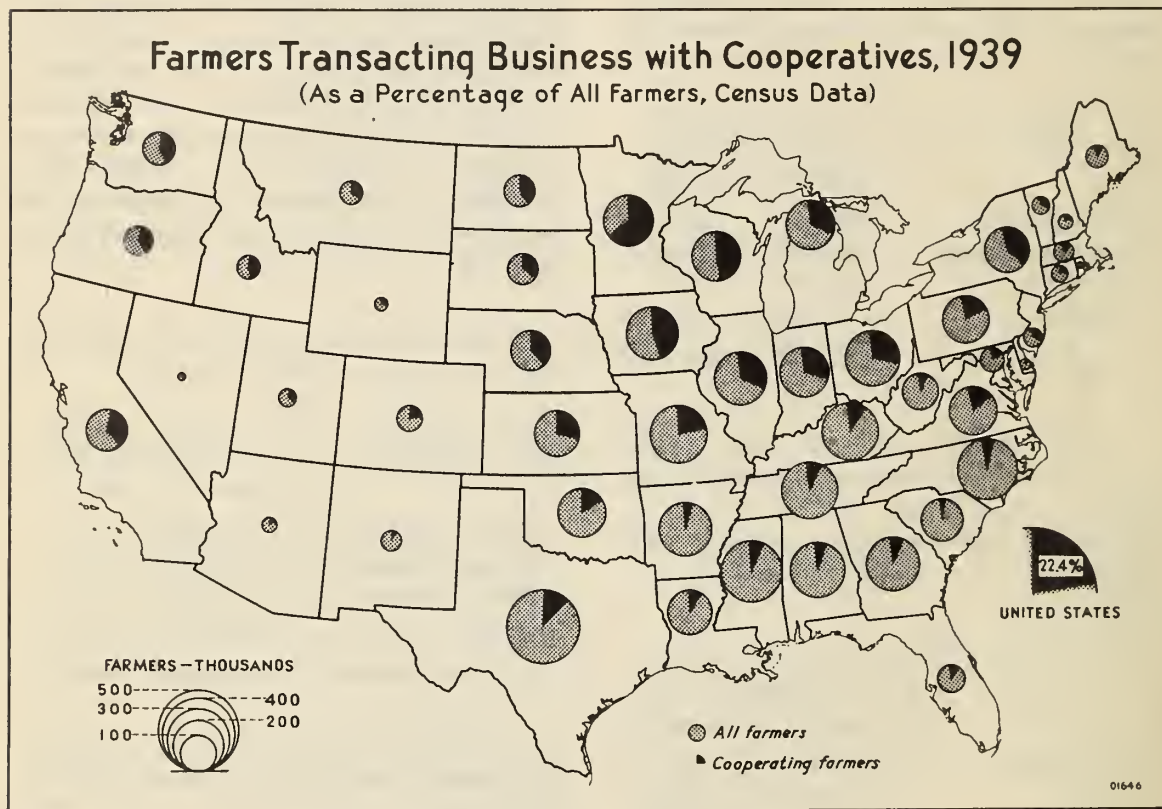 Farmers Transacting Business with Cooperatives, 1939
(As a Percentage of All Farmers, Census Data)
22.4%
UNITED STATES
FARMERS—THOUSANDS
500
400
300
200
100
All farmers
Cooperating farmers
01646